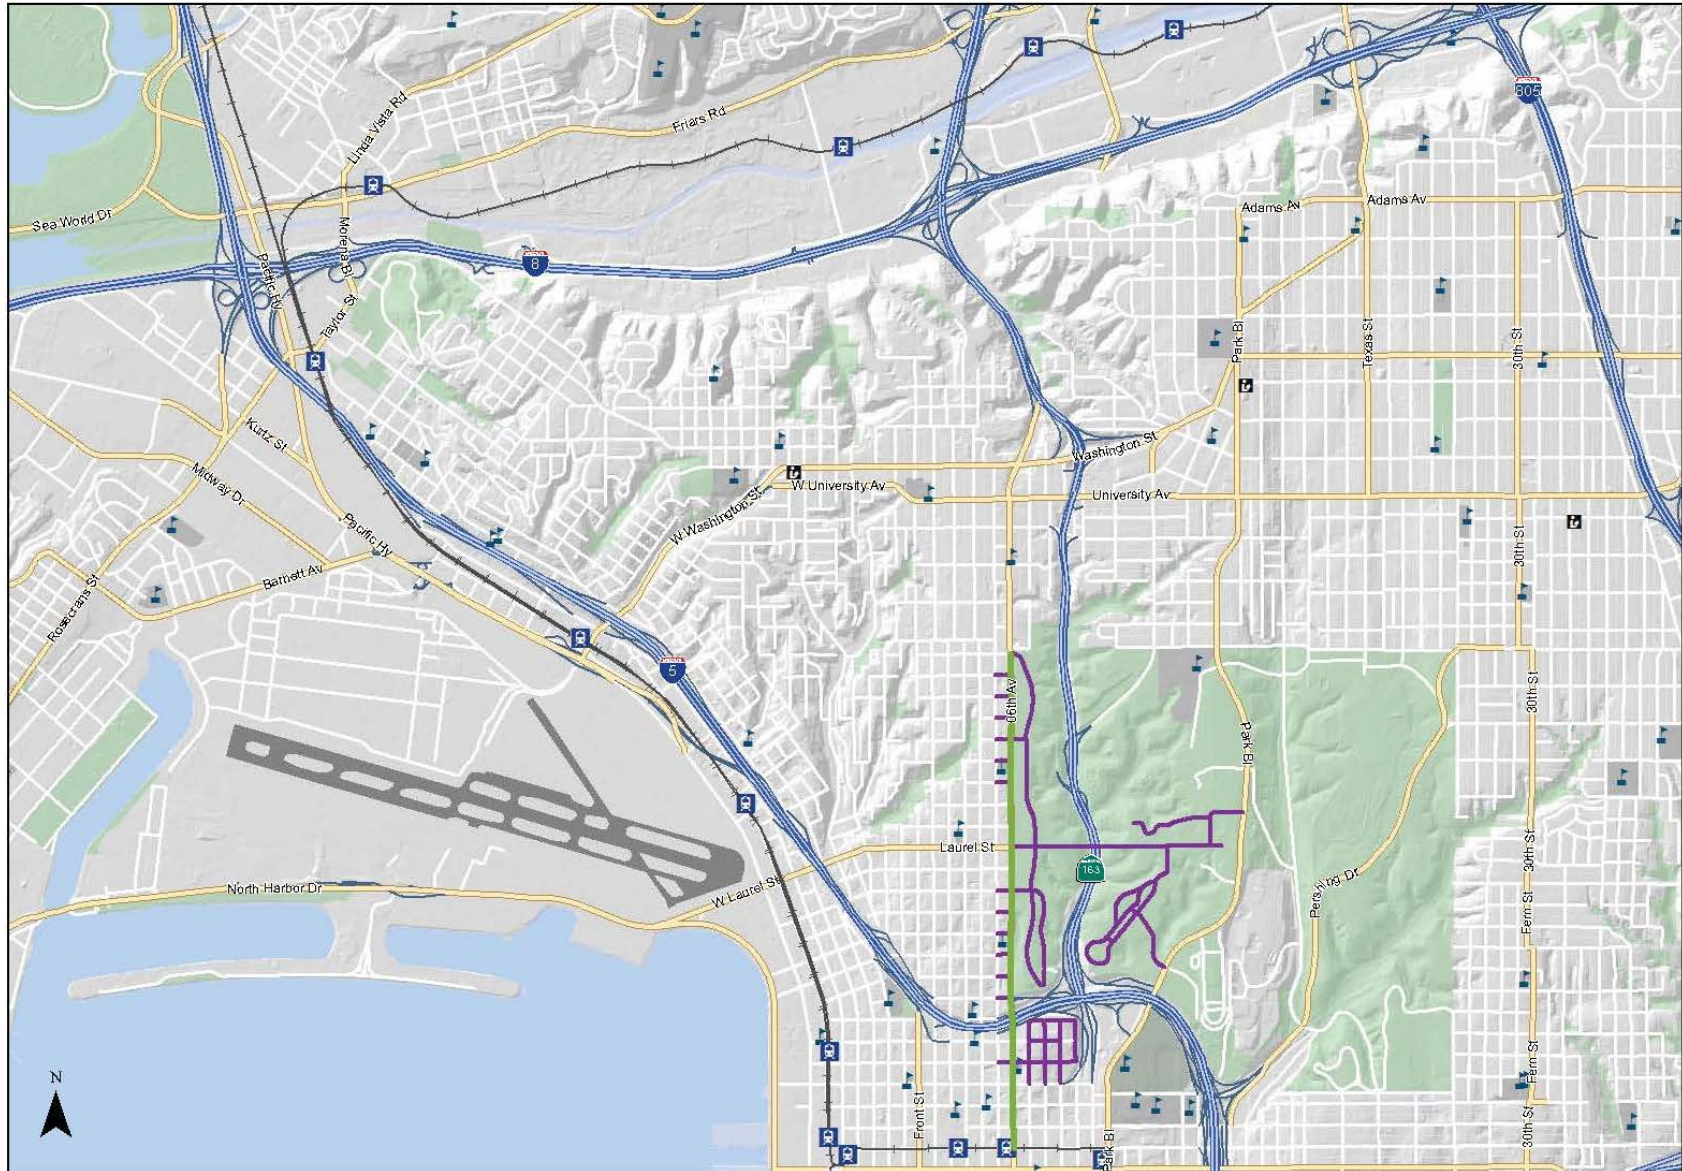 805
Linda Vista Rd
Friars Rd
Sea World Dr
Morena Bl
Adams Av
Adams Av
8
Pacific Hy
Taylor St
Park Bl
Texas St
30th St
Kurtz St
Midway Dr
Washington St
W University Av
University Av
W Washington St
Pacific Hy
30th St
Barnett Av
Rosecrans St
5
06th Av
30th St
Park Bl
Laurel St
30th St
163
North Harbor Dr
W Laurel St
Pershing Dr
Fern St
Fern St
N
Front St
Park Bl
30th St